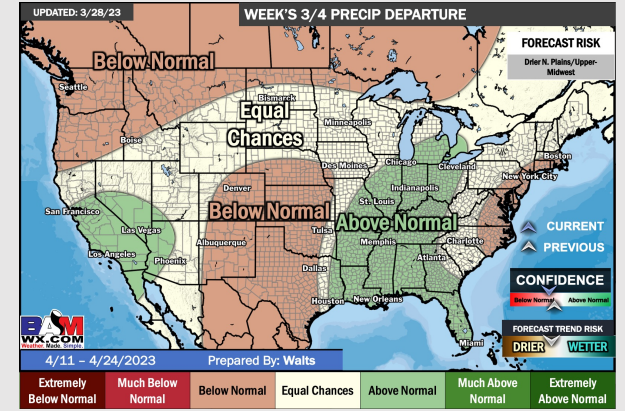 UPDATED: 3/28/23
WEEK'S 3/4 PRECIP DEPARTURE
FORECAST RISK
Drier N. Plains/Upper-
Midwest
Below Normal
Seattle
Bismarck
Equal
Chances
Minneapolis
Boise
Des Moines
Chicago
Cleveland
Boston
New York City
Denver
Indianapolis
San Francisco
St. Louis
Below Normal
Above Normal
Las Vegas
Tulsa
CURRENT
Albuquerque
Memphis
Charlotte
PREVIOUS
Los Angeles
Phoenix
Atlanta
Dallas
CONFIDENCE
Below Normal
Above Normal
Houston
New Orleans
BAM
WX.COM
Weather. Made. Simple.
FORECAST TREND RISK
DRIER
WETTER
Miami
4/11 – 4/24/2023
Prepared By: Walts
Extremely
Below Normal
Much Below
Normal
Below Normal
Equal Chances
Above Normal
Much Above
Normal
Extremely
Above Normal